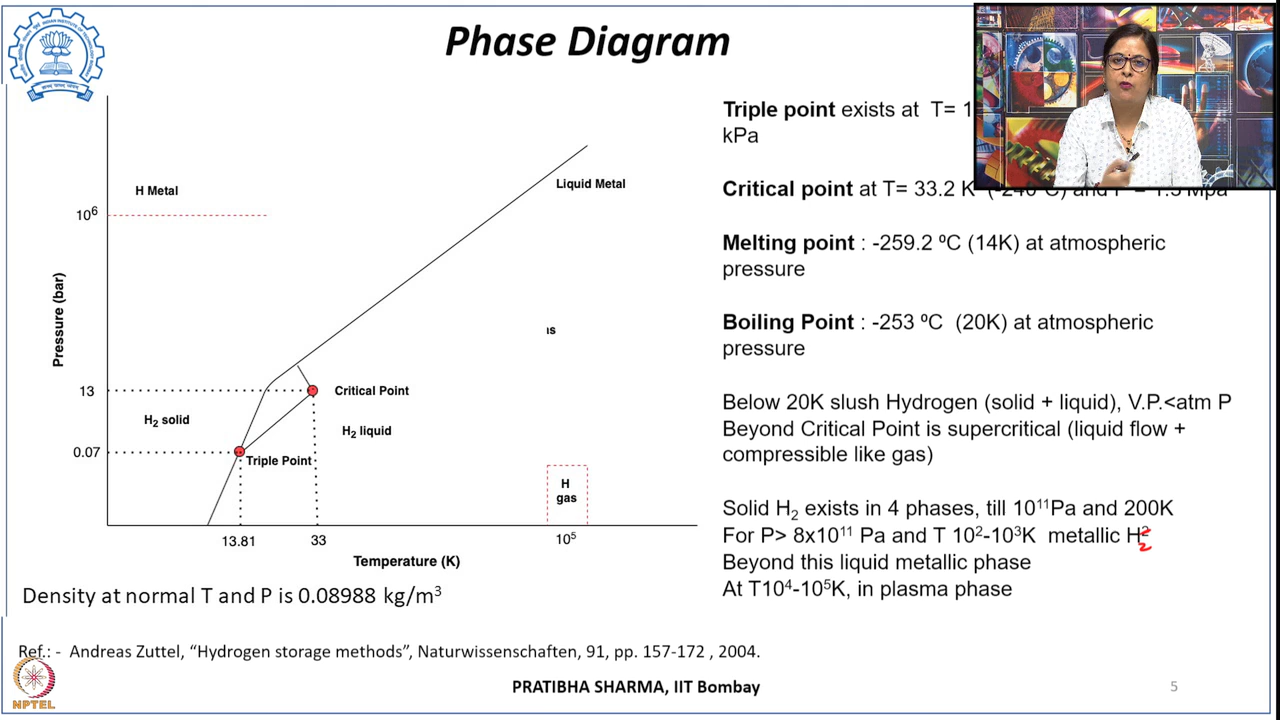 Phase Diagram
H Metal
10⁶
Liquid Metal
Pressure (bar)
13
Critical Point
H₂ solid
H₂ liquid
0.07
Triple Point
H
gas
13.81
33
10⁵
Temperature (K)
Density at normal T and P is 0.08988 kg/m³
Triple point exists at T=
kPa
Critical point at T= 33.2 K
Melting point : -259.2 ⁰C (14K) at atmospheric
pressure
Boiling Point : -253 ⁰C (20K) at atmospheric
pressure
Below 20K slush Hydrogen (solid + liquid), V.P.<atm P
Beyond Critical Point is supercritical (liquid flow +
compressible like gas)
Solid H₂ exists in 4 phases, till 10¹¹Pa and 200K
For P> 8x10¹¹ Pa and T 10²-10³K metallic H₂
Beyond this liquid metallic phase
At T10⁴-10⁵K, in plasma phase
Ref.: - Andreas Zuttel, “Hydrogen storage methods”, Naturwissenschaften, 91, pp. 157-172 , 2004.
NPTEL
PRATIBHA SHARMA, IIT Bombay
5